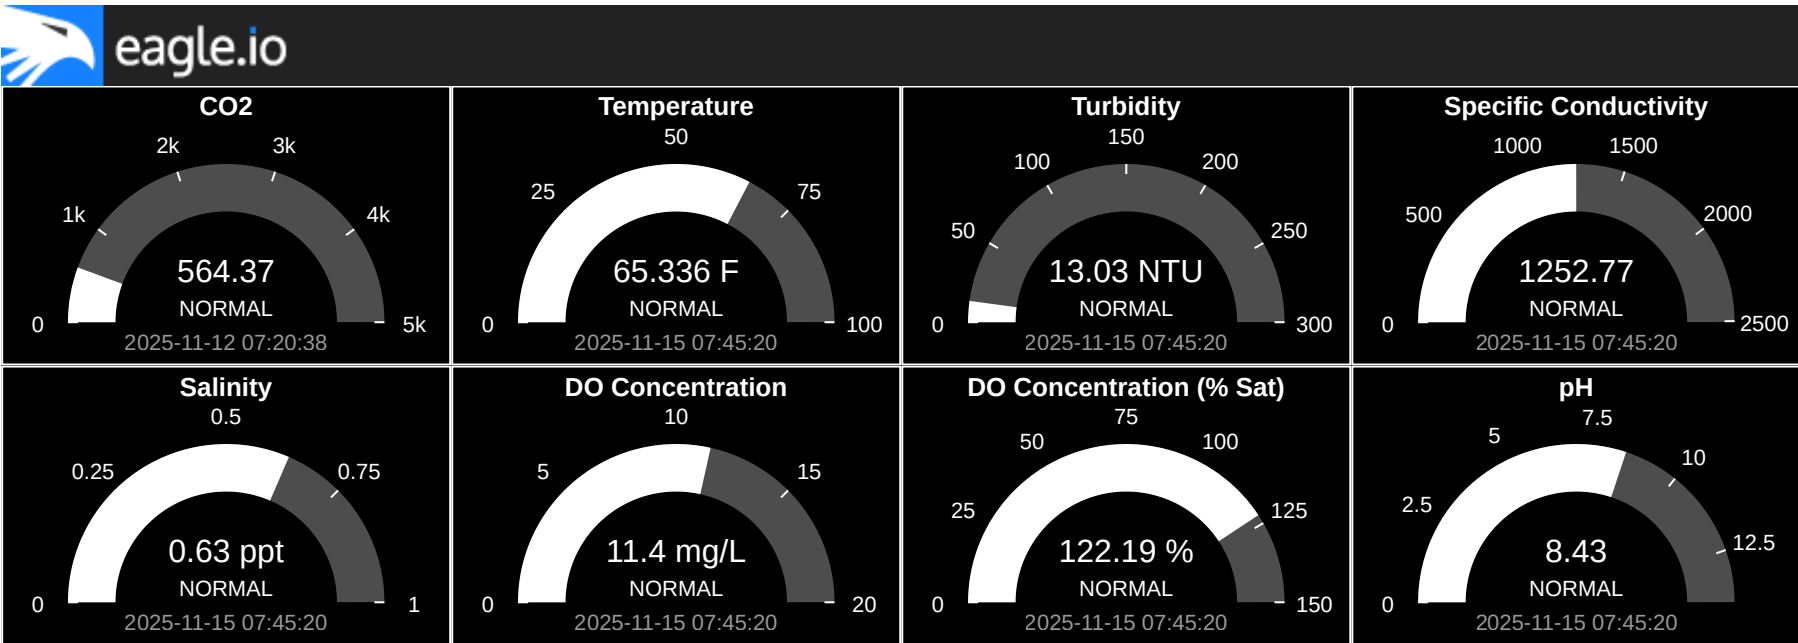 eagle.io
CO2
2k 3k
1k 4k
564.37
NORMAL
0 5k
2025-11-12 07:20:38
Temperature
50
25 75
65.336 F
NORMAL
0 100
2025-11-15 07:45:20
Turbidity
150
100 200
50 250
13.03 NTU
NORMAL
0 300
2025-11-15 07:45:20
Specific Conductivity
1000 1500
500 2000
1252.77
NORMAL
0 2500
2025-11-15 07:45:20
Salinity
0.5
0.25 0.75
0.63 ppt
NORMAL
0 1
2025-11-15 07:45:20
DO Concentration
10
5 15
11.4 mg/L
NORMAL
0 20
2025-11-15 07:45:20
DO Concentration (% Sat)
75
50 100
25 125
122.19 %
NORMAL
0 150
2025-11-15 07:45:20
pH
7.5
5 10
2.5 12.5
8.43
NORMAL
0
2025-11-15 07:45:20